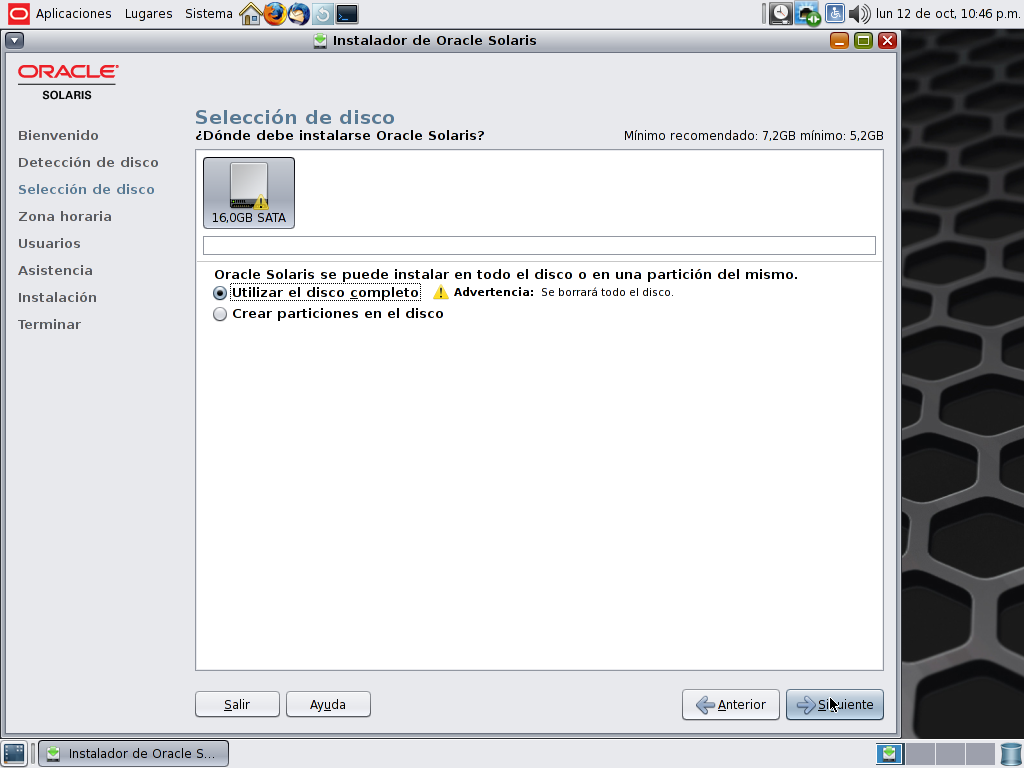 Aplicaciones Lugares Sistema lun 12 de oct, 10:46 p.m.
Instalador de Oracle Solaris
ORACLE
SOLARIS
Selección de disco
¿Dónde debe instalarse Oracle Solaris? Mínimo recomendado: 7,2GB mínimo: 5,2GB
Bienvenido
Detección de disco
Selección de disco
Zona horaria
Usuarios
Asistencia
Instalación
Terminar
16,0GB SATA
Oracle Solaris se puede instalar en todo el disco o en una partición del mismo.
Utilizar el disco completo Advertencia: Se borrará todo el disco.
Crear particiones en el disco
Salir Ayuda Anterior Siguiente
Instalador de Oracle S...